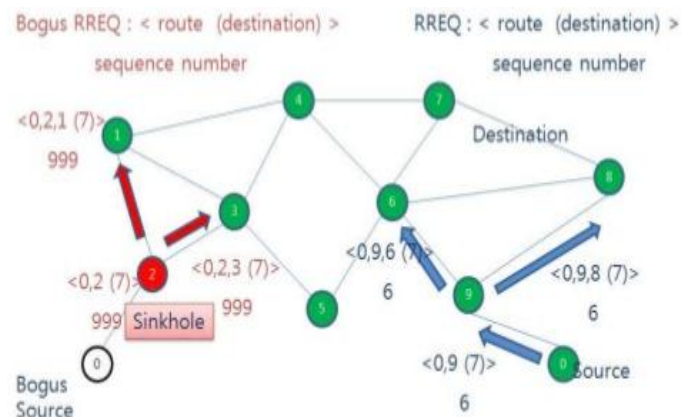 Bogus RREQ : < route (destination) >
sequence number
RREQ : < route (destination) >
sequence number
4
7
<0,2,1 (7)>
1
999
Destination
8
3
6
<0,9,6 (7)>
6
<0,2 (7)>
2
<0,2,3 (7)>
999
999
Sinkhole
5
9
<0,9,8 (7)>
6
0
Bogus
Source
<0,9 (7)>
6
0
Source